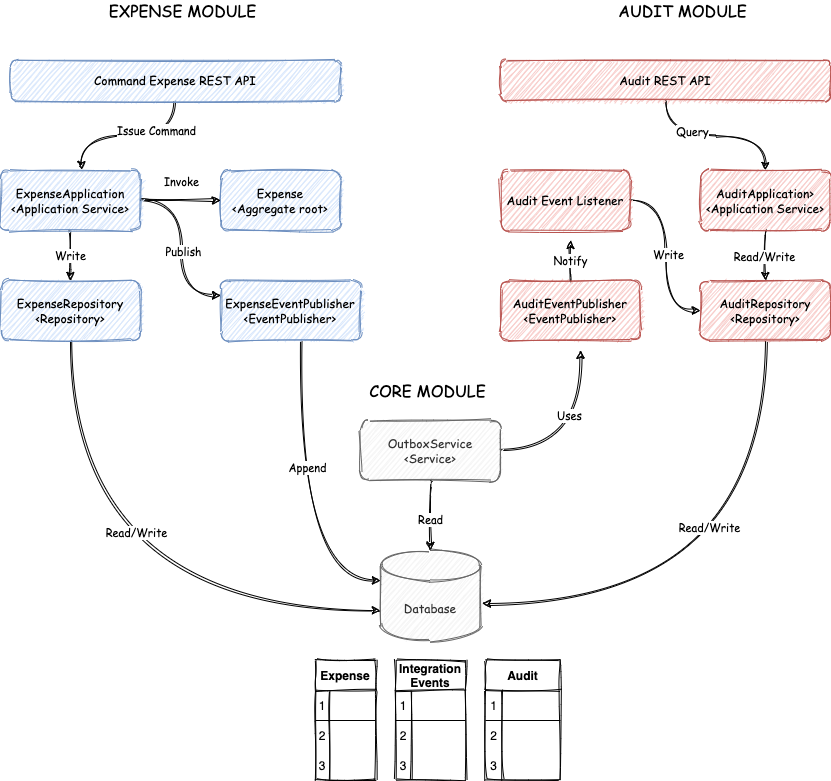 EXPENSE MODULE
AUDIT MODULE
Command Expense REST API
Audit REST API
Issue Command
Query
ExpenseApplication
<Application Service>
Invoke
Expense
<Aggregate root>
Audit Event Listener
AuditApplication>
<Application Service>
Write
Publish
Notify
Write
Read/Write
ExpenseRepository
<Repository>
ExpenseEventPublisher
<EventPublisher>
AuditEventPublisher
<EventPublisher>
AuditRepository
<Repository>
CORE MODULE
Uses
OutboxService
<Service>
Append
Read
Read/Write
Read/Write
Database
Expense
1
2
3
Integration
Events
1
2
3
Audit
1
2
3